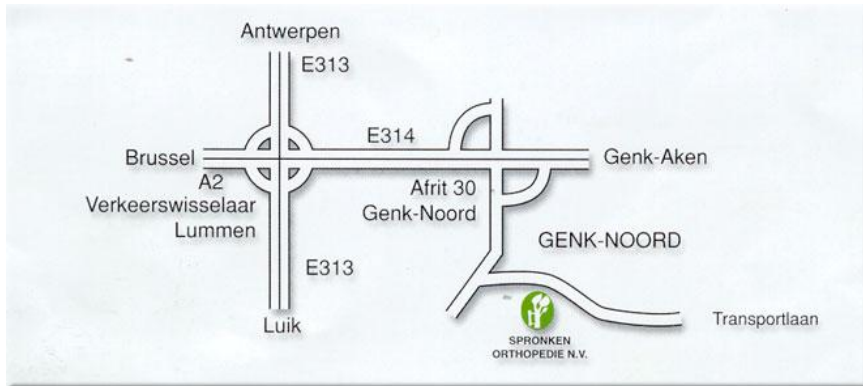 Antwerpen
E313
E314
Brussel
Genk-Aken
A2
Verkeerswisselaar
Lummen
Afrit 30
Genk-Noord
GENK-NOORD
E313
Luik
Transportlaan
SPRONKEN
ORTHOPEDIE N.V.